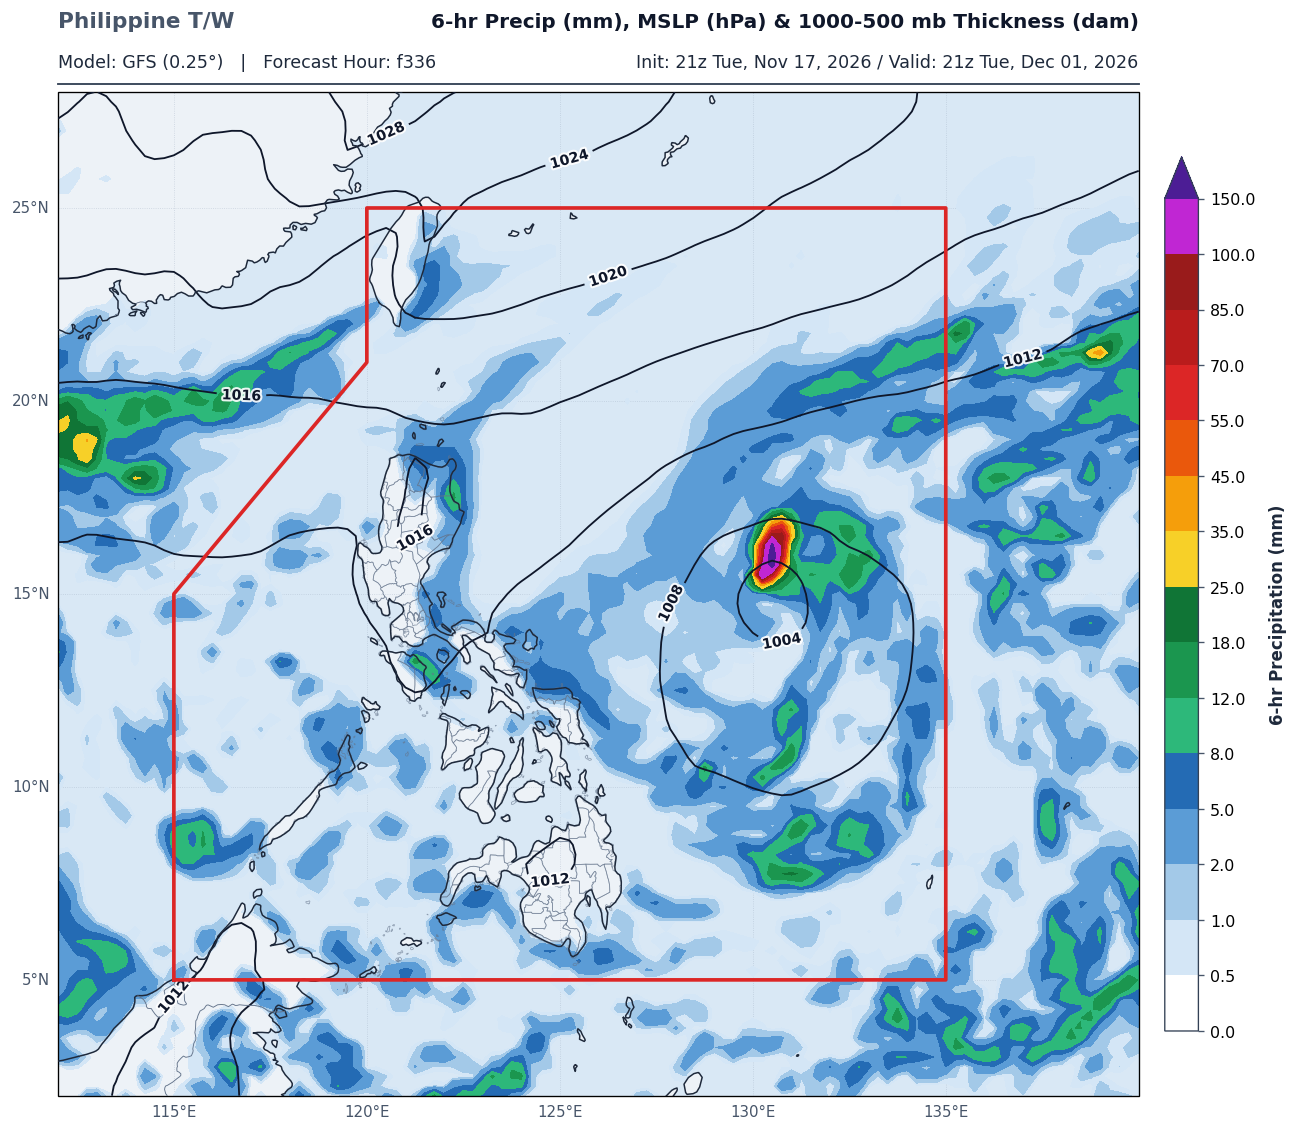 Philippine T/W
6-hr Precip (mm), MSLP (hPa) & 1000-500 mb Thickness (dam)
Model: GFS (0.25°) | Forecast Hour: f336
Init: 21z Tue, Nov 17, 2026 / Valid: 21z Tue, Dec 01, 2026
1028
1024
1020
1016
1012
1016
1008
1004
1012
1012
25°N
20°N
15°N
10°N
5°N
115°E
120°E
125°E
130°E
135°E
150.0
100.0
85.0
70.0
55.0
45.0
35.0
25.0
18.0
12.0
8.0
5.0
2.0
1.0
0.5
0.0
6-hr Precipitation (mm)